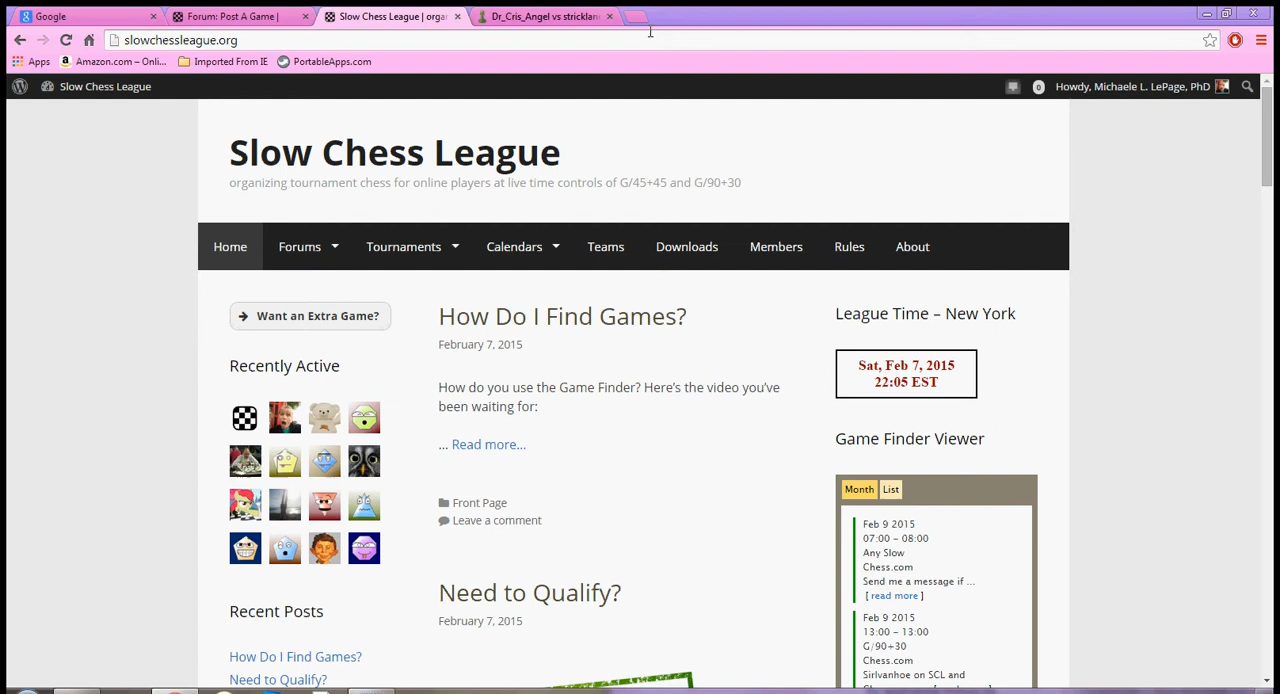 Google
Forum: Post A Game |
Slow Chess League | orga
Dr_Cris_Angel vs stricklan
slowchessleague.org
Apps
Amazon.com – Onli...
Imported From IE
PortableApps.com
Slow Chess League
0
Howdy, Michaele L. LePage, PhD
Slow Chess League
organizing tournament chess for online players at live time controls of G/45+45 and G/90+30
Home
Forums
Tournaments
Calendars
Teams
Downloads
Members
Rules
About
Want an Extra Game?
Recently Active
Recent Posts
How Do I Find Games?
Need to Qualify?
How Do I Find Games?
February 7, 2015
How do you use the Game Finder? Here's the video you've
been waiting for:
... Read more...
Front Page
Leave a comment
Need to Qualify?
February 7, 2015
League Time – New York
Sat, Feb 7, 2015
22:05 EST
Game Finder Viewer
Month
List
Feb 9 2015
07:00 – 08:00
Any Slow
Chess.com
Send me a message if ...
[ read more ]
Feb 9 2015
13:00 – 13:00
G/90+30
Chess.com
Sirlvanhoe on SCL and